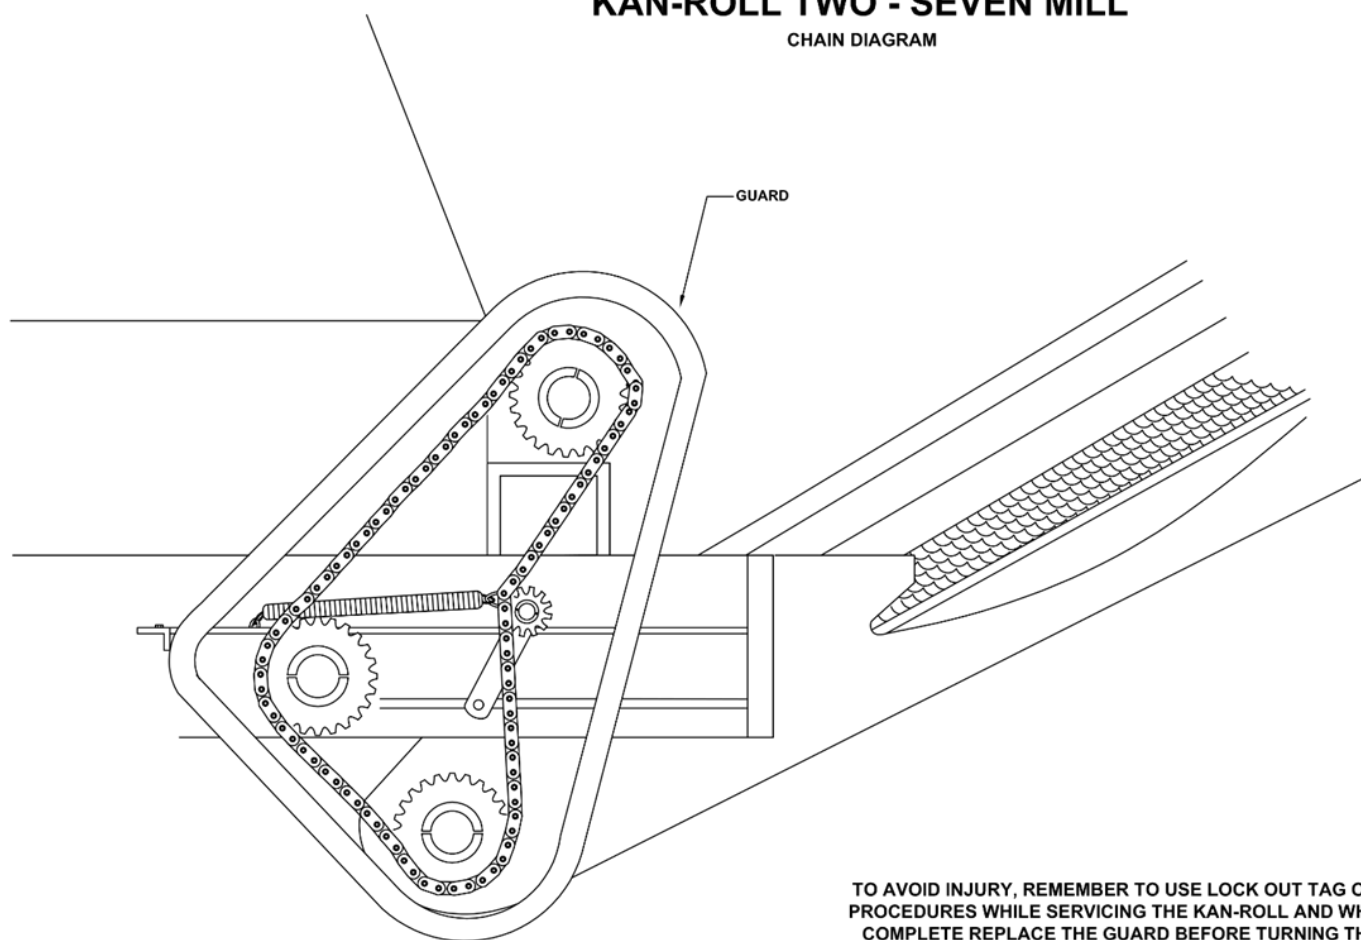 KAN-ROLL TWO - SEVEN MILL
CHAIN DIAGRAM
GUARD
TO AVOID INJURY, REMEMBER TO USE LOCK OUT TAG
PROCEDURES WHILE SERVICING THE KAN-ROLL AND
COMPLETE REPLACE THE GUARD BEFORE TURNING